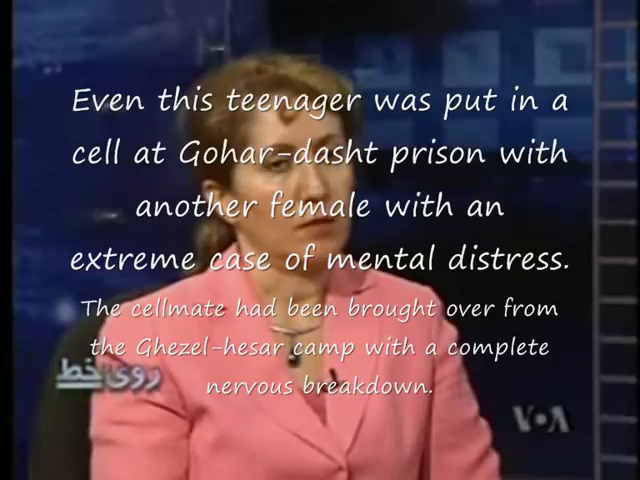 Even this teenager was put in a
cell at Gohar-dasht prison with
another female with an
extreme case of mental distress.
The cellmate had been brought over from
the Ghezel-hesar camp with a complete
nervous breakdown.
روی خط
VOA